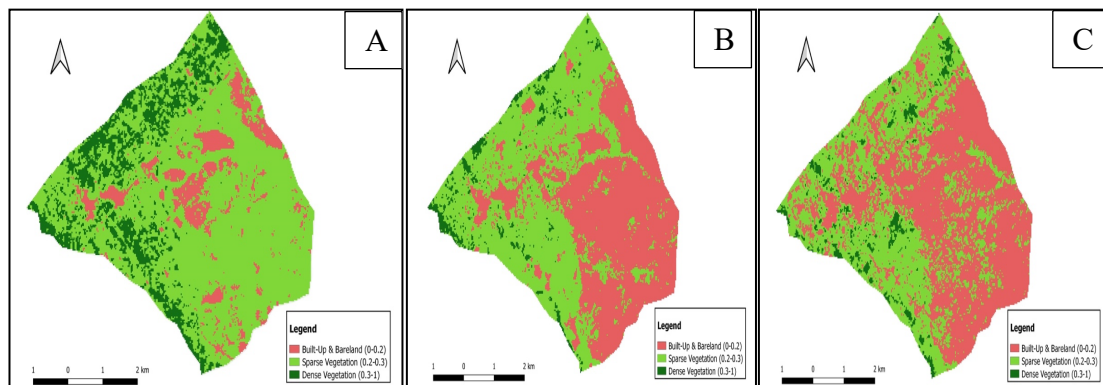 A
Legend
Built-Up & Bareland (0-0.2)
Sparse Vegetation (0.2-0.3)
Dense Vegetation (0.3-1)
1 0 1 2 km
B
Legend
Built-Up & Bareland (0-0.2)
Sparse Vegetation (0.2-0.3)
Dense Vegetation (0.3-1)
1 0 1 2 km
C
Legend
Built-Up & Bareland (0-0.2)
Sparse Vegetation (0.2-0.3)
Dense Vegetation (0.3-1)
1 0 1 2 km